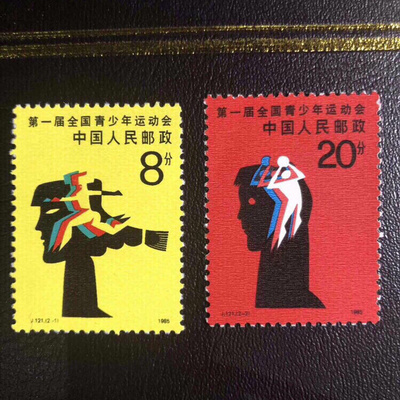 第一届全国青少年运动会
中国人民邮政
8分
J.121.(2-1)
1985
第一届全国青少年运动会
中国人民邮政
20分
J.121.(2-2)
1985